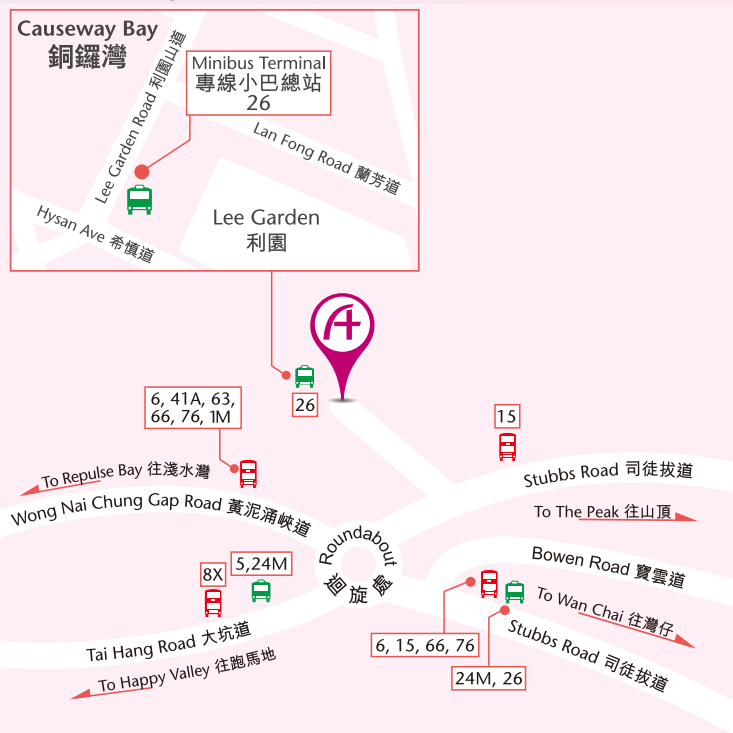 Causeway Bay
銅鑼灣
Minibus Terminal
專線小巴總站
26
Lee Garden Road 利園山道
Lan Fong Road 蘭芳道
Hysan Ave 希慎道
Lee Garden
利園
26
6, 41A, 63,
66, 76, 1M
15
To Repulse Bay 往淺水灣
Stubbs Road 司徒拔道
Wong Nai Chung Gap Road 黃泥涌峽道
To The Peak 往山頂
Roundabout
迴旋處
Bowen Road 寶雲道
8X
5,24M
To Wan Chai 往灣仔
Tai Hang Road 大坑道
6, 15, 66, 76
Stubbs Road 司徒拔道
To Happy Valley 往跑馬地
24M, 26